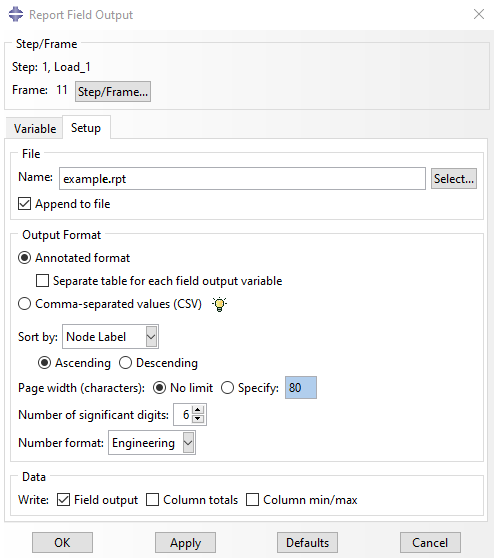 Report Field Output
Step/Frame
Step: 1, Load_1
Frame: 11 Step/Frame...
Variable Setup
File
Name: example.rpt Select...
Append to file
Output Format
Annotated format
Separate table for each field output variable
Comma-separated values (CSV)
Sort by: Node Label
Ascending Descending
Page width (characters): No limit Specify: 80
Number of significant digits: 6
Number format: Engineering
Data
Write: Field output Column totals Column min/max
OK Apply Defaults Cancel